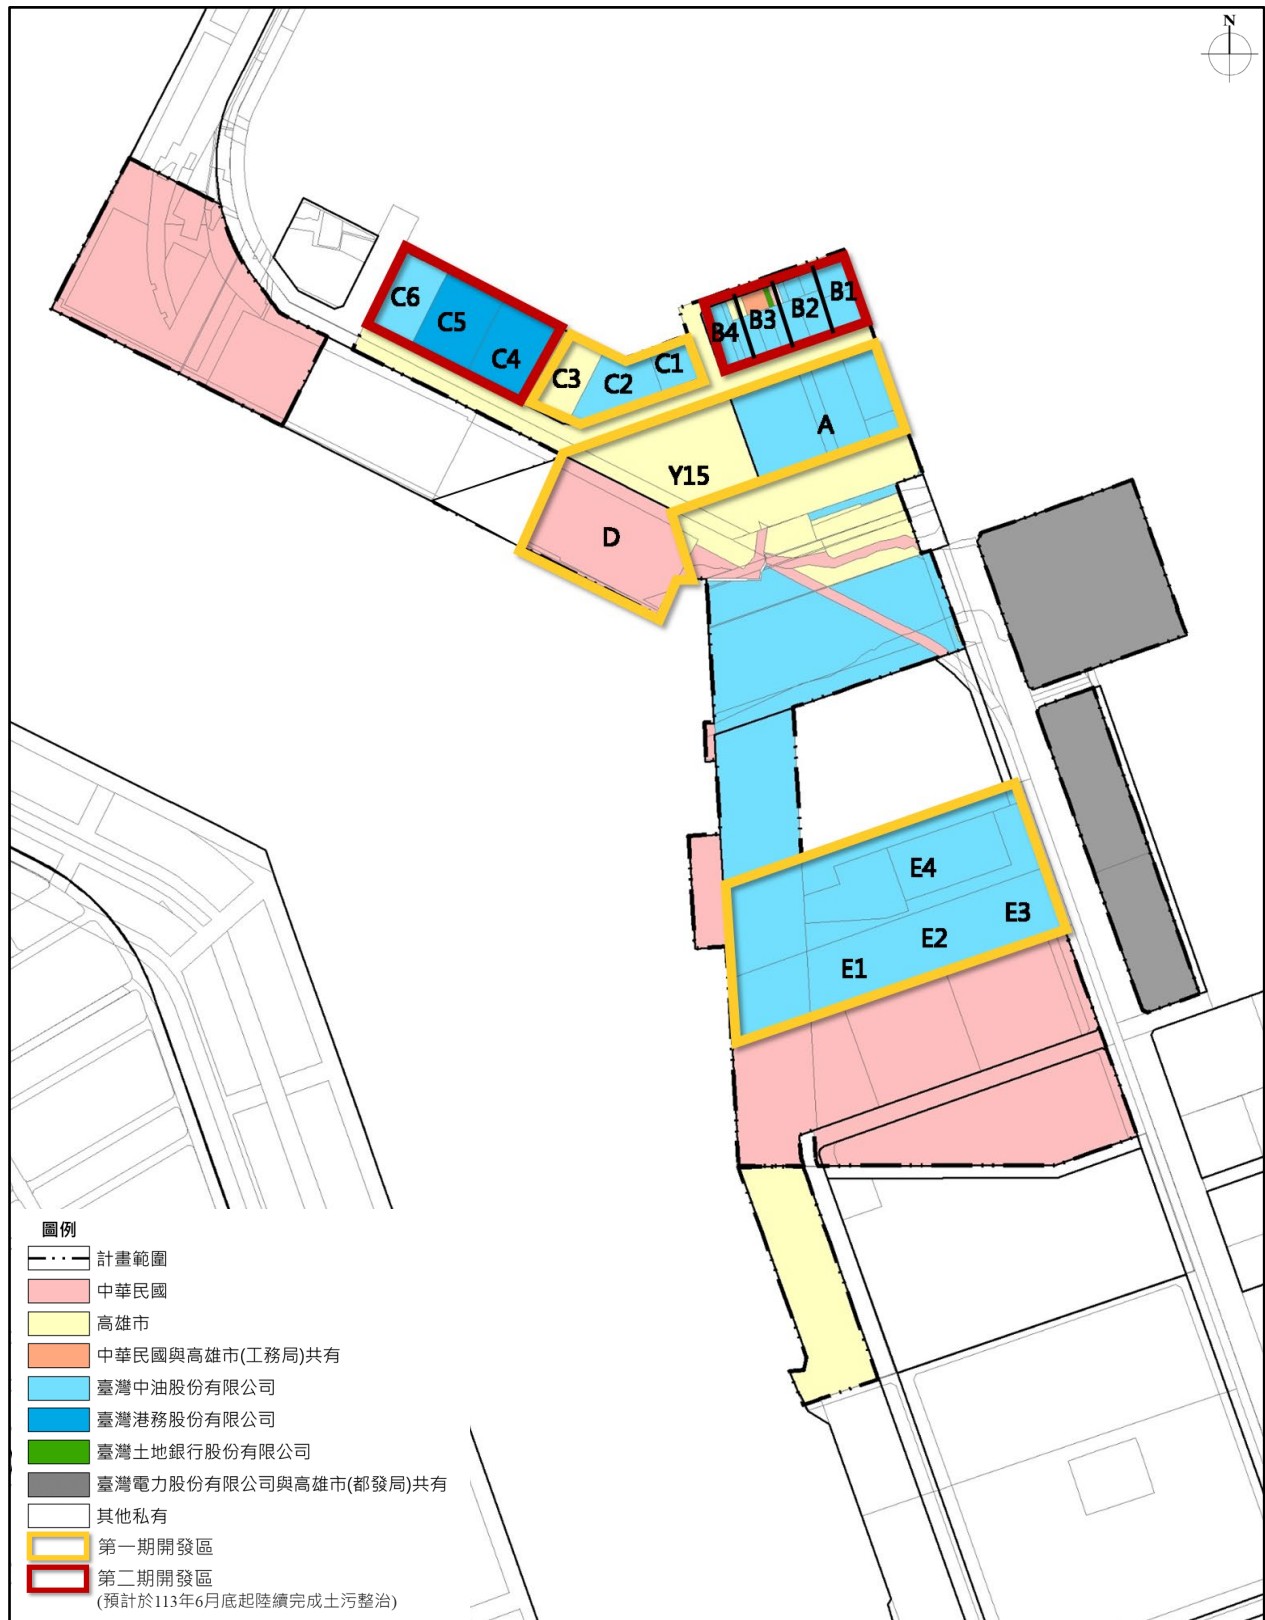 N
C6
C5
C4
C3
C2
C1
B4
B3
B2
B1
A
Y15
D
E4
E3
E2
E1
圖例
計畫範圍
中華民國
高雄市
中華民國與高雄市(工務局)共有
臺灣中油股份有限公司
臺灣港務股份有限公司
臺灣土地銀行股份有限公司
臺灣電力股份有限公司與高雄市(都發局)共有
其他私有
第一期開發區
第二期開發區
(預計於113年6月底起陸續完成土污整治)